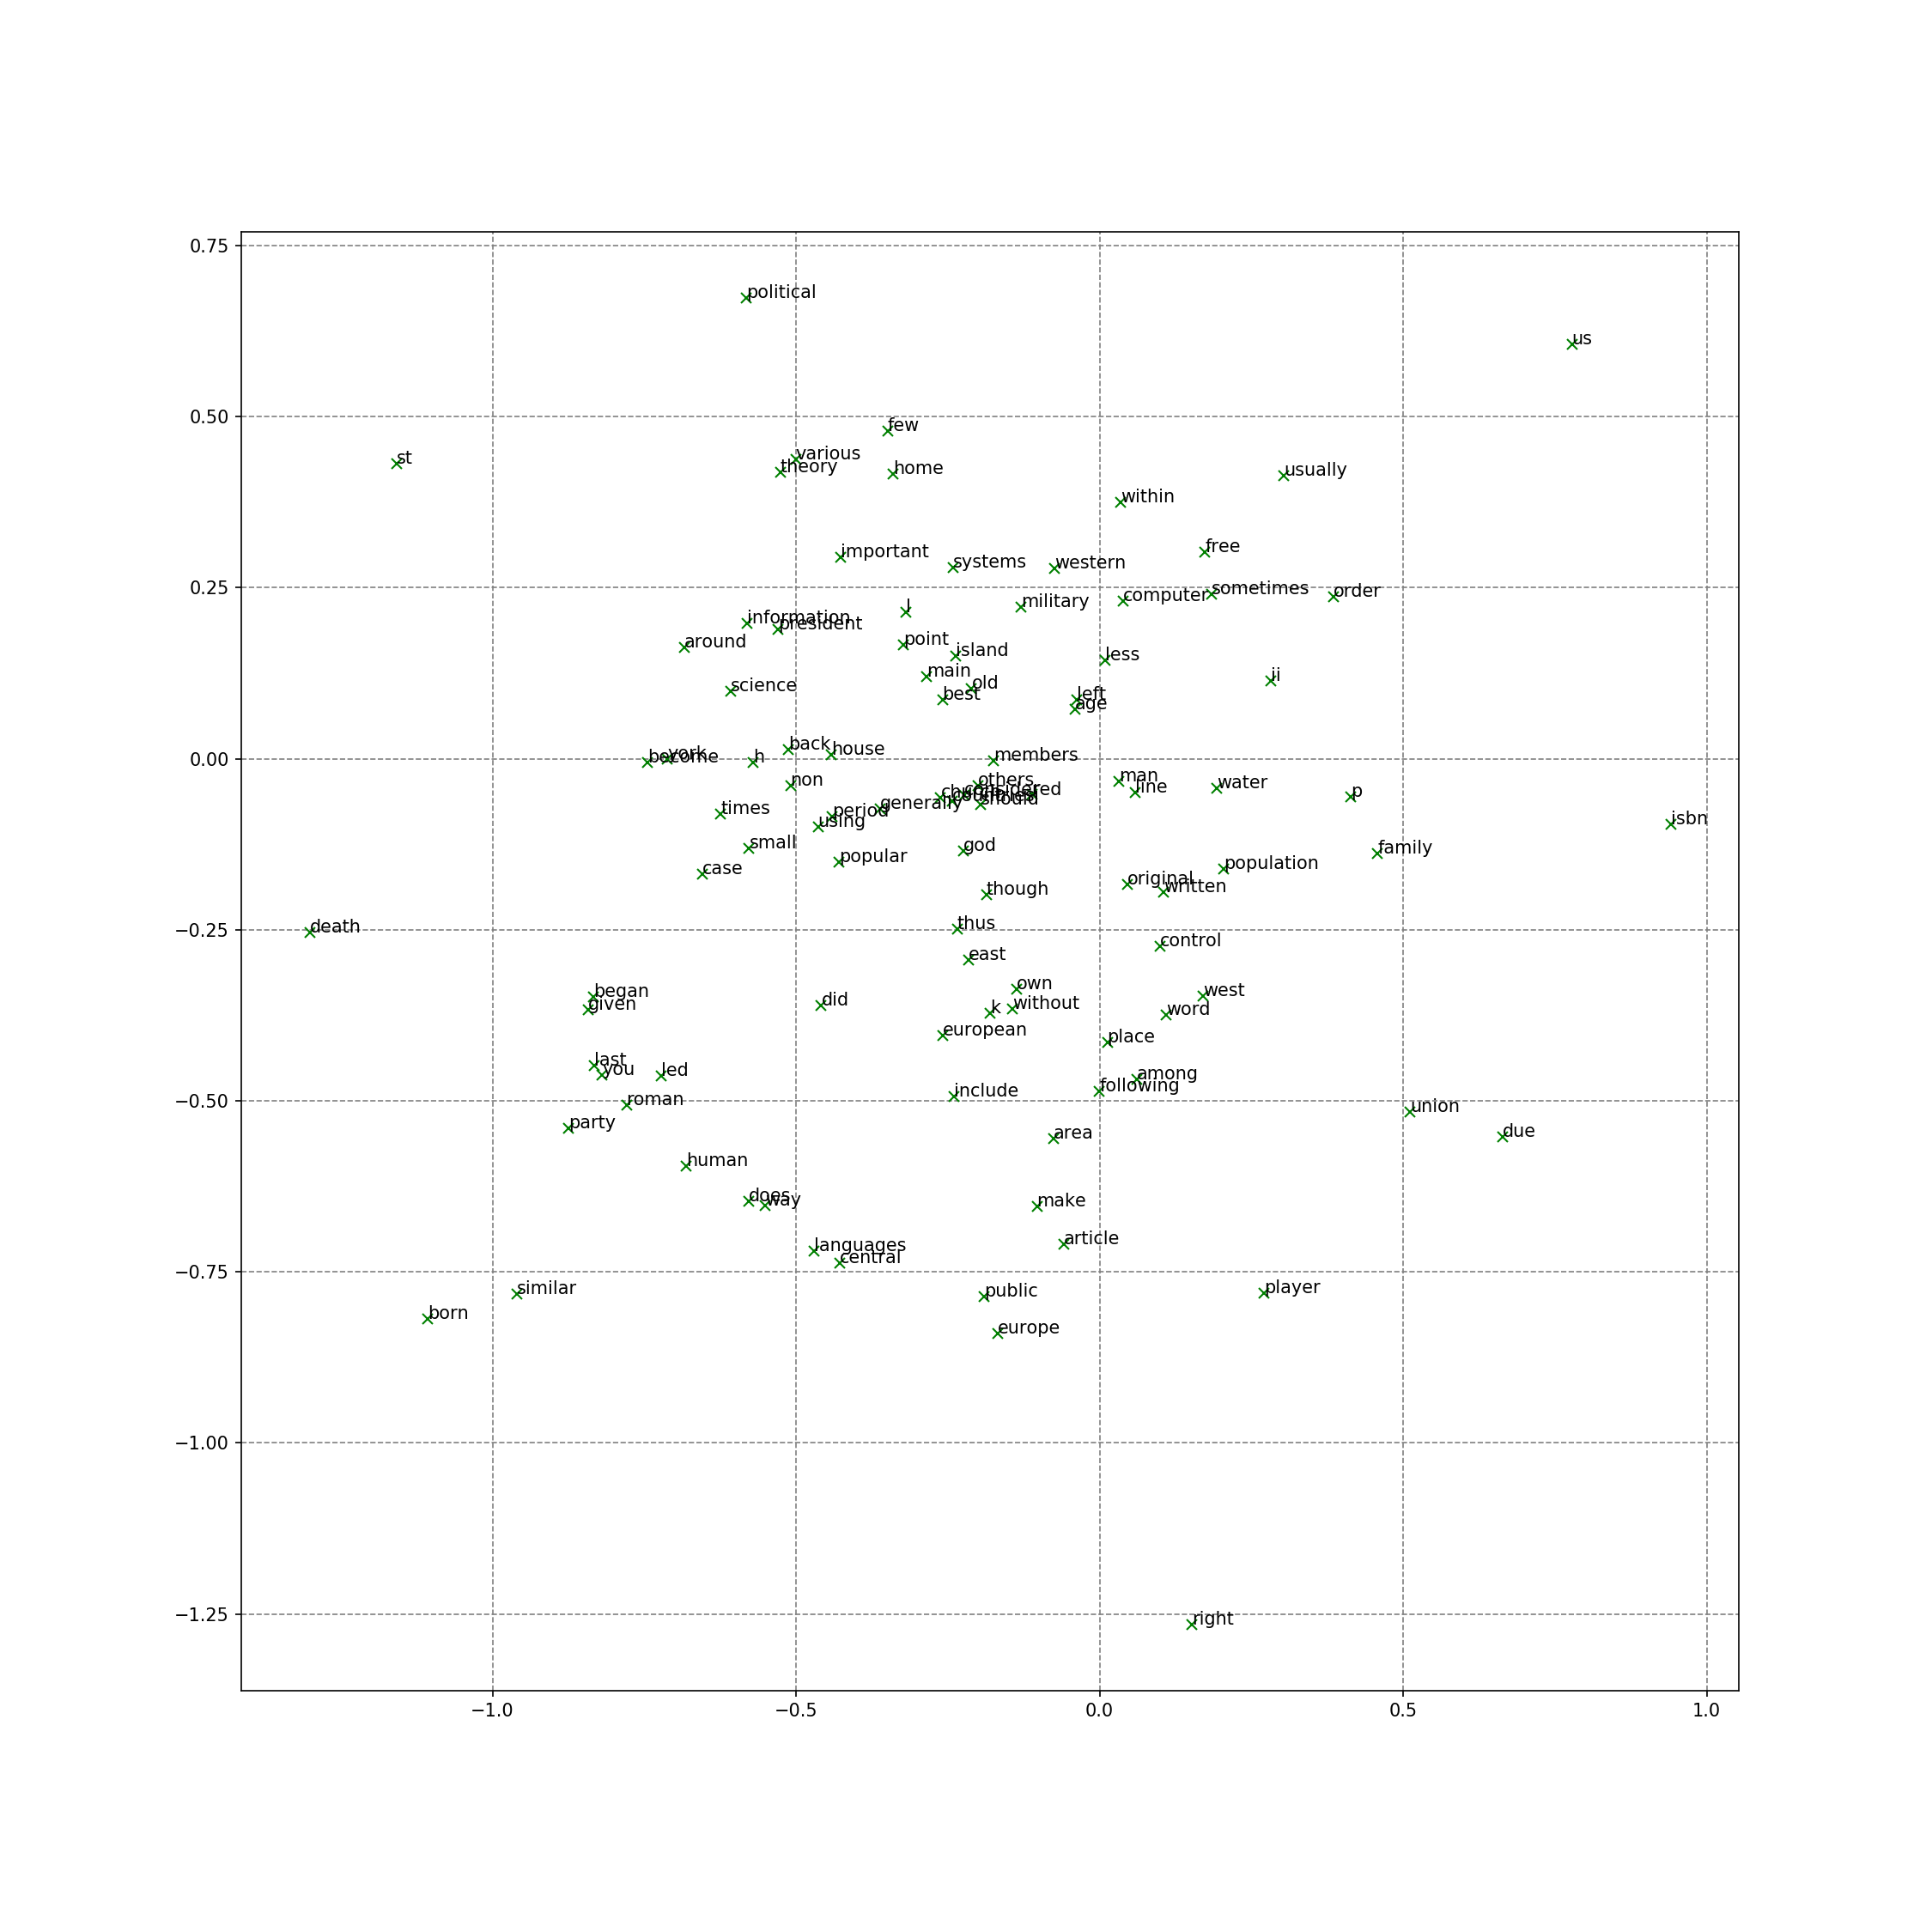 0.75
political
us
0.50
few
various
st
theory
home
usually
within
free
important
systems
western
0.25
sometimes
order
computer
military
l
information
president
point
around
island
less
main
ii
old
science
best
left
age
back
house
york
members
0.00
become
h
man
others
non
water
line
considered
p
should
generally
times
period
isbn
using
small
god
family
popular
population
case
original
written
though
thus
death
−0.25
control
east
own
began
west
without
given
did
k
word
european
place
last
you
led
among
following
include
−0.50
roman
union
party
due
area
human
does
way
make
article
languages
central
−0.75
similar
player
public
born
europe
−1.00
−1.25
right
−1.0 −0.5 0.0 0.5 1.0